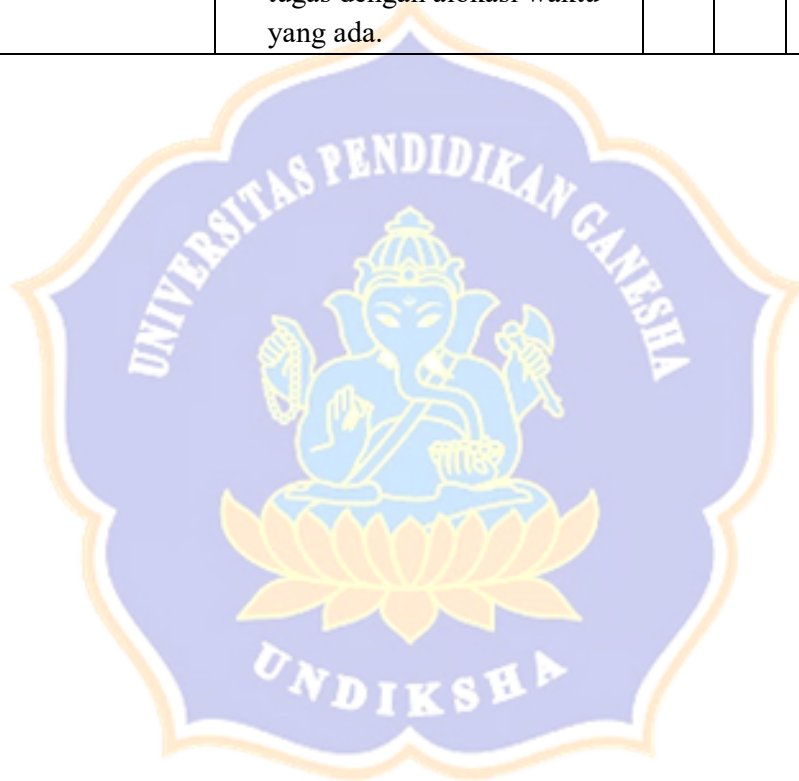 tugas dengan alokasi waktu
yang ada.
UNIVERSITAS PENDIDIKAN GANESHA
UNDIKSHA